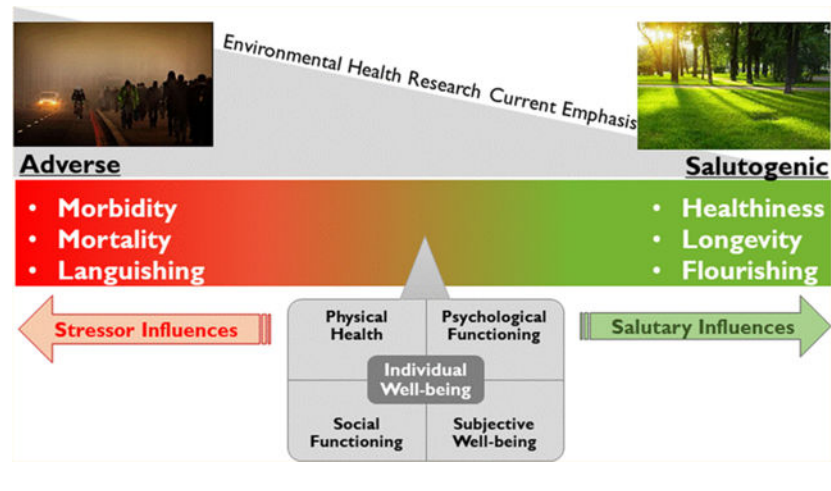 Environmental Health Research Current Emphasis
Adverse
Salutogenic
• Morbidity
• Mortality
• Languishing
• Healthiness
• Longevity
• Flourishing
Stressor Influences
Physical
Health
Psychological
Functioning
Individual
Well-being
Social
Functioning
Subjective
Well-being
Salutary Influences